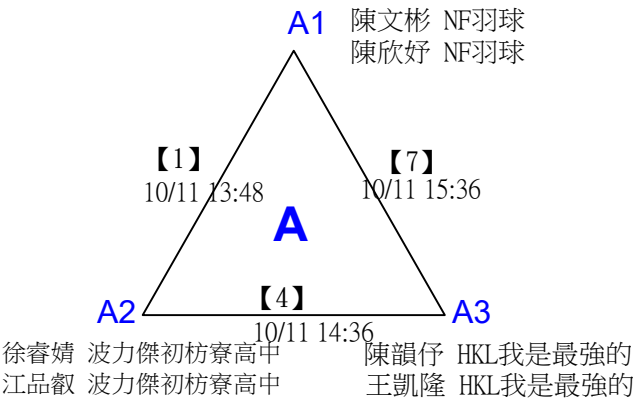 A1
陳文彬 NF羽球
陳欣妤 NF羽球
【1】
10/11 13:48
【7】
10/11 15:36
A
A2
【4】
10/11 14:36
A3
徐睿婧 波力傑初枋寮高中
江品叡 波力傑初枋寮高中
陳韻伃 HKL我是最強的
王凱隆 HKL我是最強的